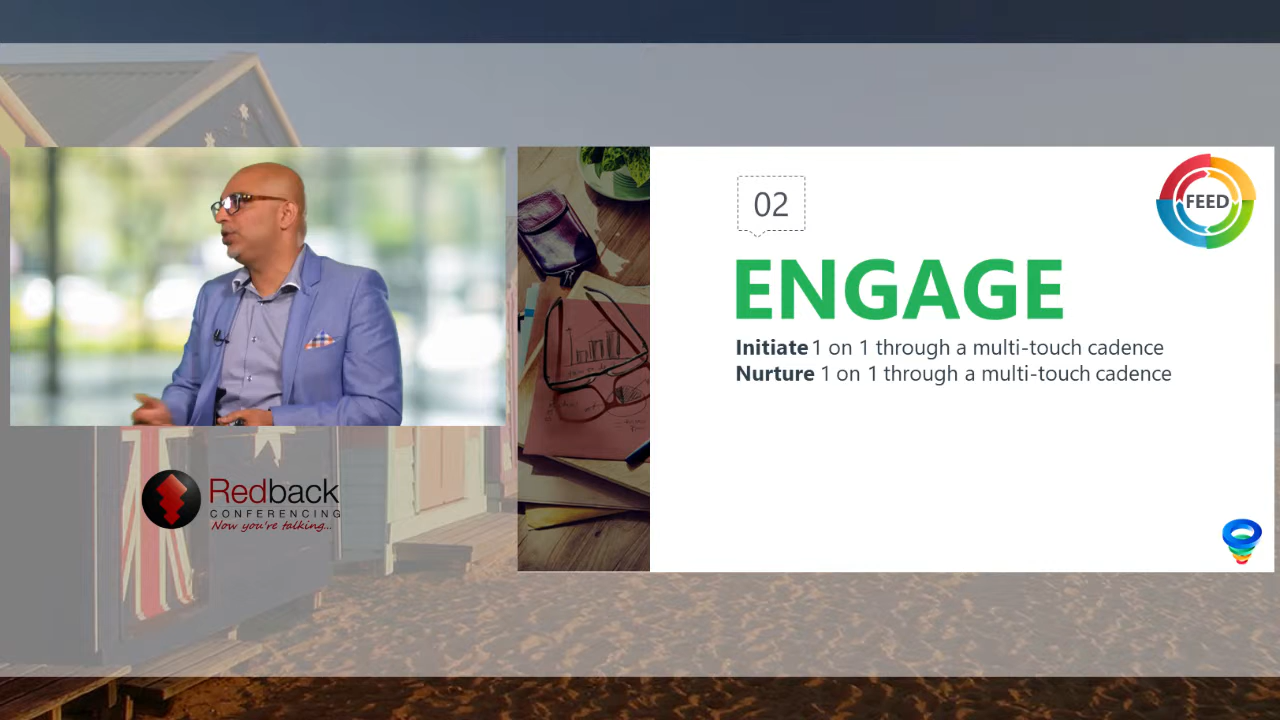 02
FEED
ENGAGE
Initiate 1 on 1 through a multi-touch cadence
Nurture 1 on 1 through a multi-touch cadence
Redback
CONFERENCING
Now you're talking...